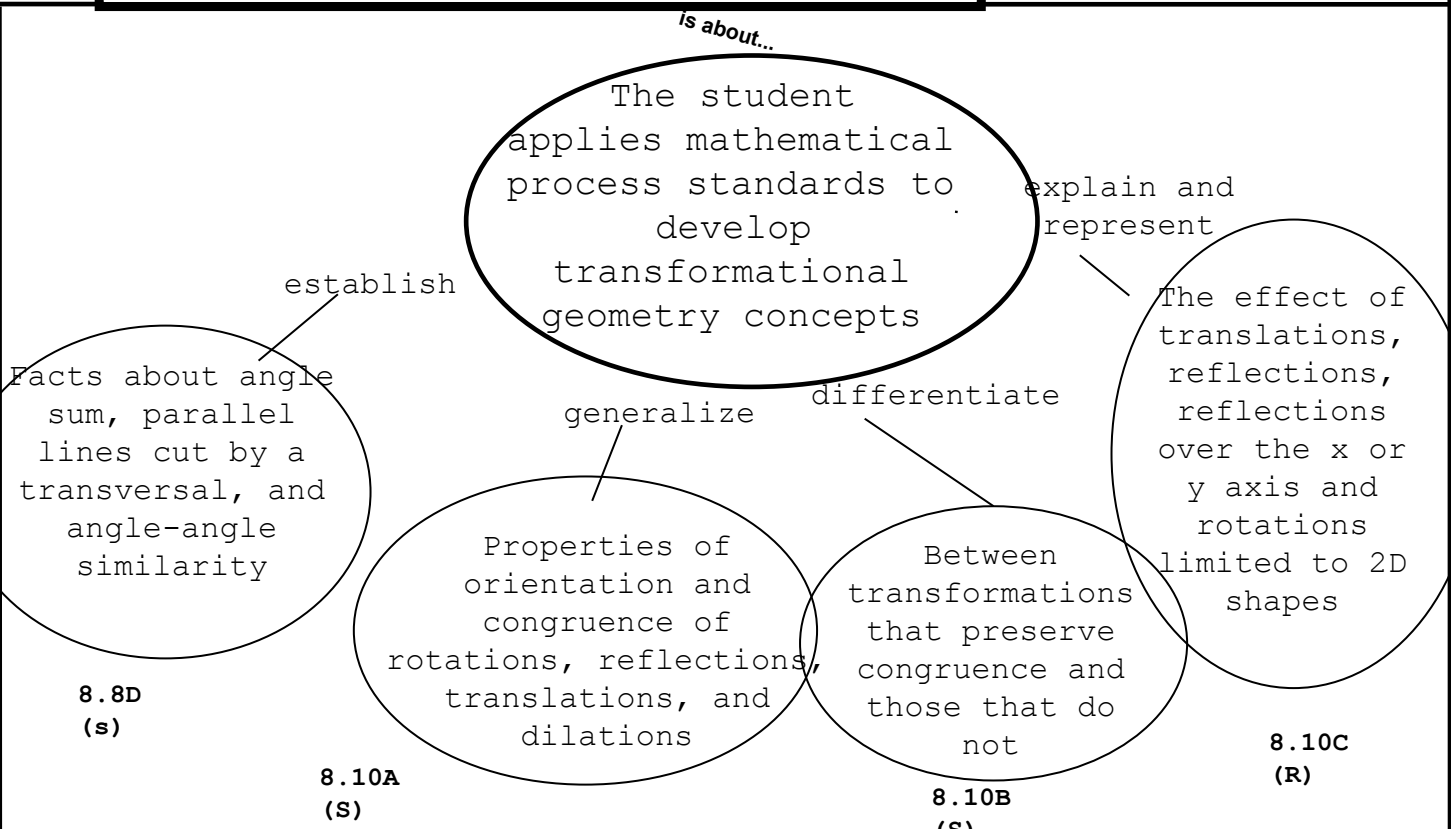 is about...
The student
applies mathematical
process standards to
develop
transformational
geometry concepts
.
explain and
represent
establish
The effect of
translations,
reflections,
reflections
over the x or
y axis and
rotations
limited to 2D
shapes
Facts about angle
sum, parallel
lines cut by a
transversal, and
angle-angle
similarity
generalize
differentiate
Properties of
orientation and
congruence of
rotations, reflections,
translations, and
dilations
Between
transformations
that preserve
congruence and
those that do
not
8.8D
(s)
8.10A
(S)
8.10B
(S)
8.10C
(R)